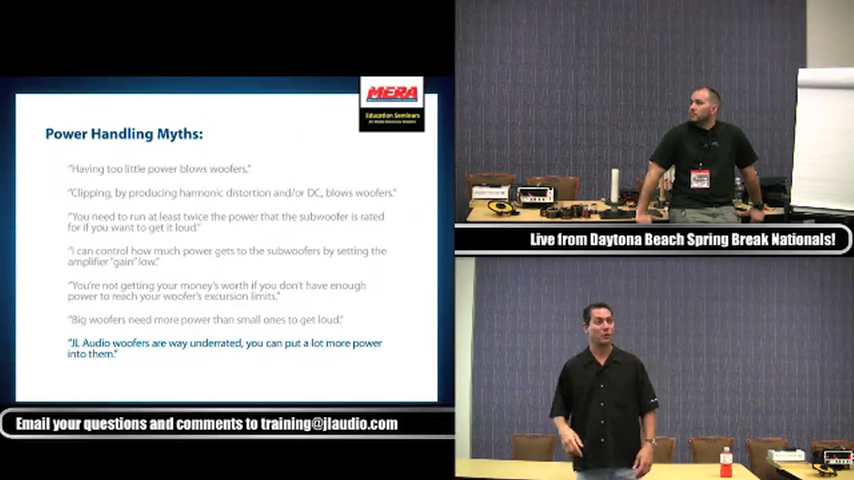 MERA
Education Seminars
Power Handling Myths:
"Having too little power blows woofers."
"Clipping, by producing harmonic distortion and/or DC, blows woofers."
"You need to run at least twice the power that the subwoofer is rated
for if you want to get it loud."
"I can control how much power gets to the subwoofers by setting the
amplifier "gain" low."
"You're not getting your money's worth if you don't have enough
power to reach your woofer's excursion limits."
"Big woofers need more power than small ones to get loud."
"JL Audio woofers are way underrated, you can put a lot more power
into them."
Email your questions and comments to training@jlaudio.com
Live from Daytona Beach Spring Break Nationals!